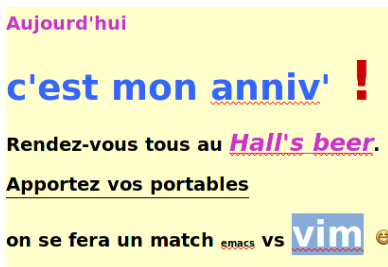 Aujourd'hui
c'est mon anniv' !
Rendez-vous tous au Hall's beer.
Apportez vos portables
on se fera un match emacs vs vim 😄